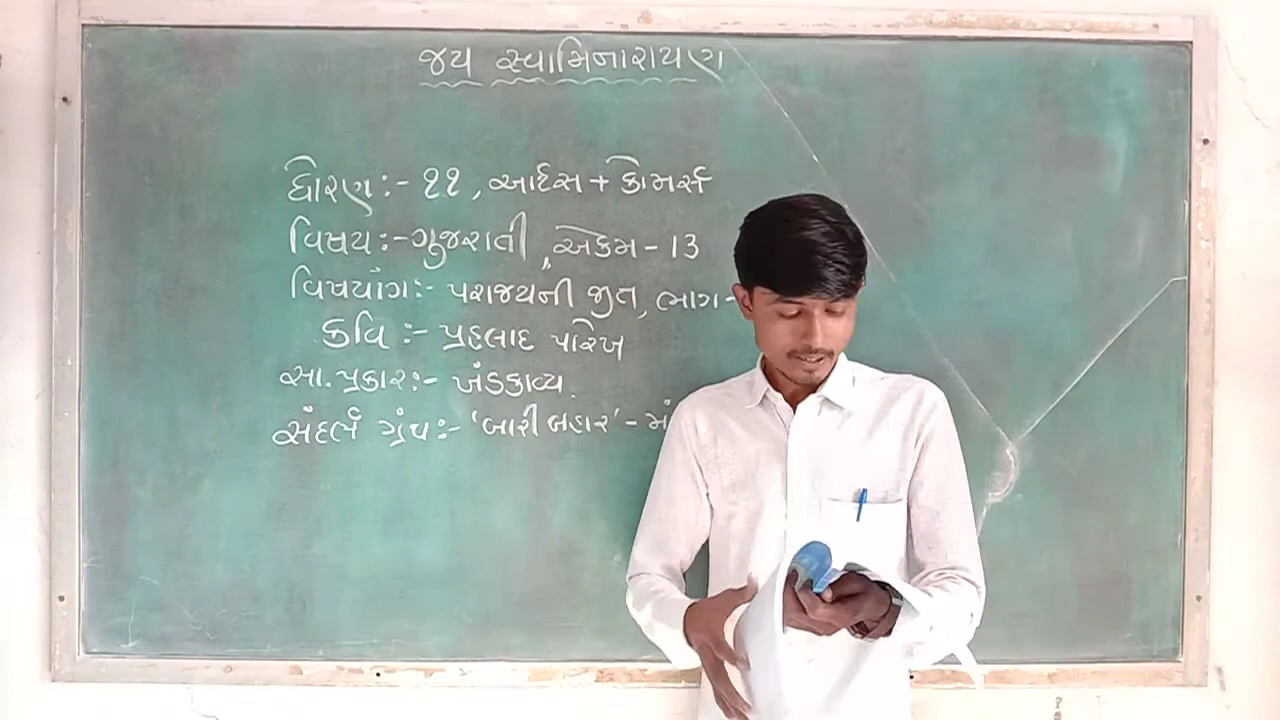 જય સ્વામિનારાયણ
ધોરણ:- ૧૧, આર્ટસ + કોમર્સ
વિષય:- ગુજરાતી, એકમ - 13
વિષયાંગ:- પરાજયની જીત, ભાગ -
કવિ :- પ્રહલાદ પારેખ
સા. પ્રકાર:- ખંડકાવ્ય.
સંદર્ભ ગ્રંથ:- 'બારી બહાર' -